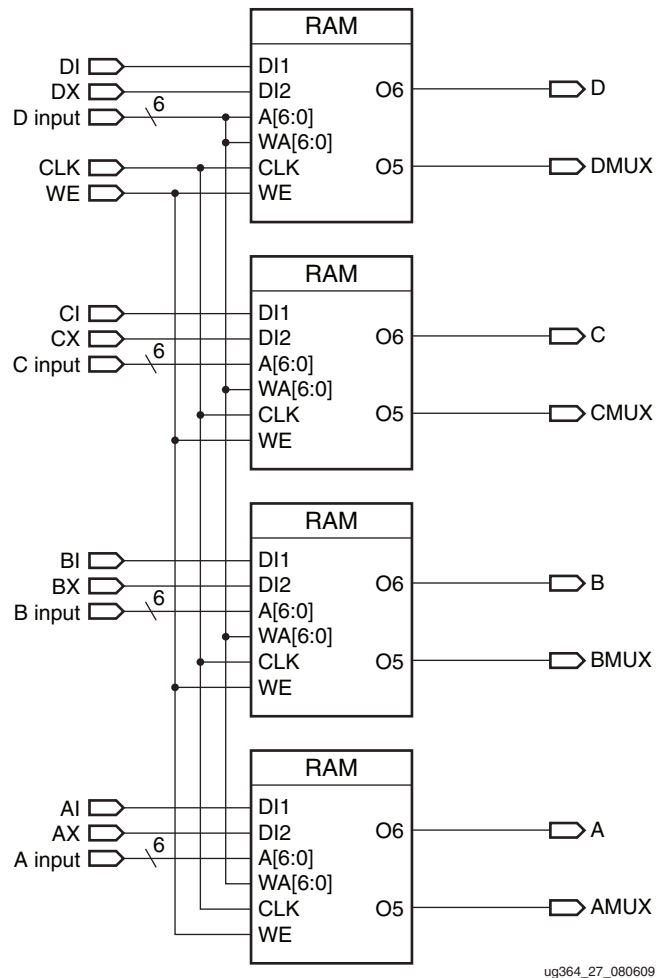 RAM
DI
DX
D input
6
CLK
WE
DI1
DI2
A[6:0]
WA[6:0]
CLK
WE
O6
O5
D
DMUX
RAM
CI
CX
C input
6
DI1
DI2
A[6:0]
WA[6:0]
CLK
WE
O6
O5
C
CMUX
RAM
BI
BX
B input
6
DI1
DI2
A[6:0]
WA[6:0]
CLK
WE
O6
O5
B
BMUX
RAM
AI
AX
A input
6
DI1
DI2
A[6:0]
WA[6:0]
CLK
WE
O6
O5
A
AMUX
ug364_27_080609